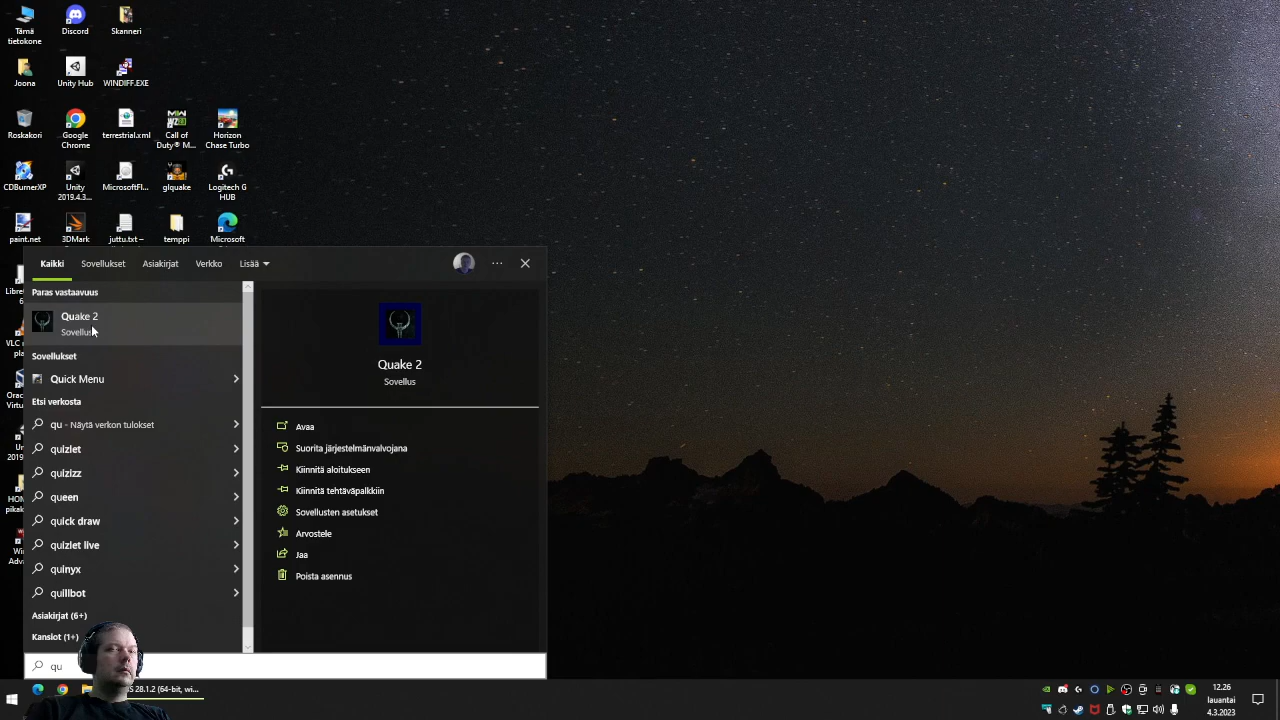 Tämä
tietokone
Discord
Skanneri
Joona
Unity Hub
WINDIFF.EXE
Roskakori
Google
Chrome
terrestrial.xml
Call of
Duty® M...
Horizon
Chase Turbo
CDBurnerXP
Unity
2019.4.3...
MicrosoftFl...
glquake
Logitech G
HUB
paint.net
3DMark
juttu.txt –
temppi
Microsoft
Kaikki
Sovellukset
Asiakirjat
Verkko
Lisää
Paras vastaavuus
Quake 2
Sovellus
Sovellukset
Quick Menu
Etsi verkosta
qu - Näytä verkon tulokset
quizlet
quizizz
queen
quick draw
quizlet live
quinyx
quillbot
Asiakirjat (6+)
Kansiot (1+)
qu
Quake 2
Sovellus
Avaa
Suorita järjestelmänvalvojana
Kiinnitä aloitukseen
Kiinnitä tehtäväpalkkiin
Sovellusten asetukset
Arvostele
Jaa
Poista asennus
S 28.1.2 (64-bit, wi...
12.26
lauantai
4.3.2023